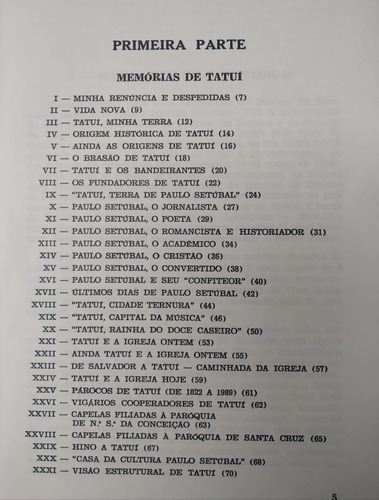 PRIMEIRA PARTE
MEMÓRIAS DE TATUÍ
I — MINHA RENÚNCIA E DESPEDIDAS (7)
II — VIDA NOVA (9)
III — TATUÍ, MINHA TERRA (12)
IV — ORIGEM HISTÓRICA DE TATUÍ (14)
V — AINDA AS ORIGENS DE TATUÍ (16)
VI — O BRASÃO DE TATUÍ (18)
VII — TATUÍ E OS BANDEIRANTES (20)
VIII — OS FUNDADORES DE TATUÍ (22)
IX — "TATUÍ, TERRA DE PAULO SETÚBAL" (24)
X — PAULO SETÚBAL, O JORNALISTA (27)
XI — PAULO SETÚBAL, O POETA (29)
XII — PAULO SETÚBAL, O ROMANCISTA E HISTORIADOR (31)
XIII — PAULO SETÚBAL, O ACADÊMICO (34)
XIV — PAULO SETÚBAL, O CRISTÃO (36)
XV — PAULO SETÚBAL, O CONVERTIDO (38)
XVI — PAULO SETÚBAL E SEU "CONFITEOR" (40)
XVII — ÚLTIMOS DIAS DE PAULO SETÚBAL (42)
XVIII — "TATUÍ, CIDADE TERNURA" (44)
XIX — "TATUÍ, CAPITAL DA MÚSICA" (46)
XX — "TATUÍ, RAINHA DO DOCE CASEIRO" (50)
XXI — TATUÍ E A IGREJA ONTEM (53)
XXII — AINDA TATUÍ E A IGREJA ONTEM (55)
XXIII — DE SALVADOR A TATUÍ — CAMINHADA DA IGREJA (57)
XXIV — TATUÍ E A IGREJA HOJE (59)
XXV — PÁROCOS DE TATUÍ (DE 1822 A 1989) (61)
XXVI — VIGÁRIOS COOPERADORES DE TATUÍ (62)
XXVII — CAPELAS FILIADAS À PARÓQUIA
DE N.ª S.ª DA CONCEIÇÃO (63)
XXVIII — CAPELAS FILIADAS À PARÓQUIA DE SANTA CRUZ (65)
XXIX — HINO A TATUÍ (67)
XXX — "CASA DA CULTURA PAULO SETÚBAL" (68)
XXXI — VISÃO ESTRUTURAL DE TATUÍ (70)
5